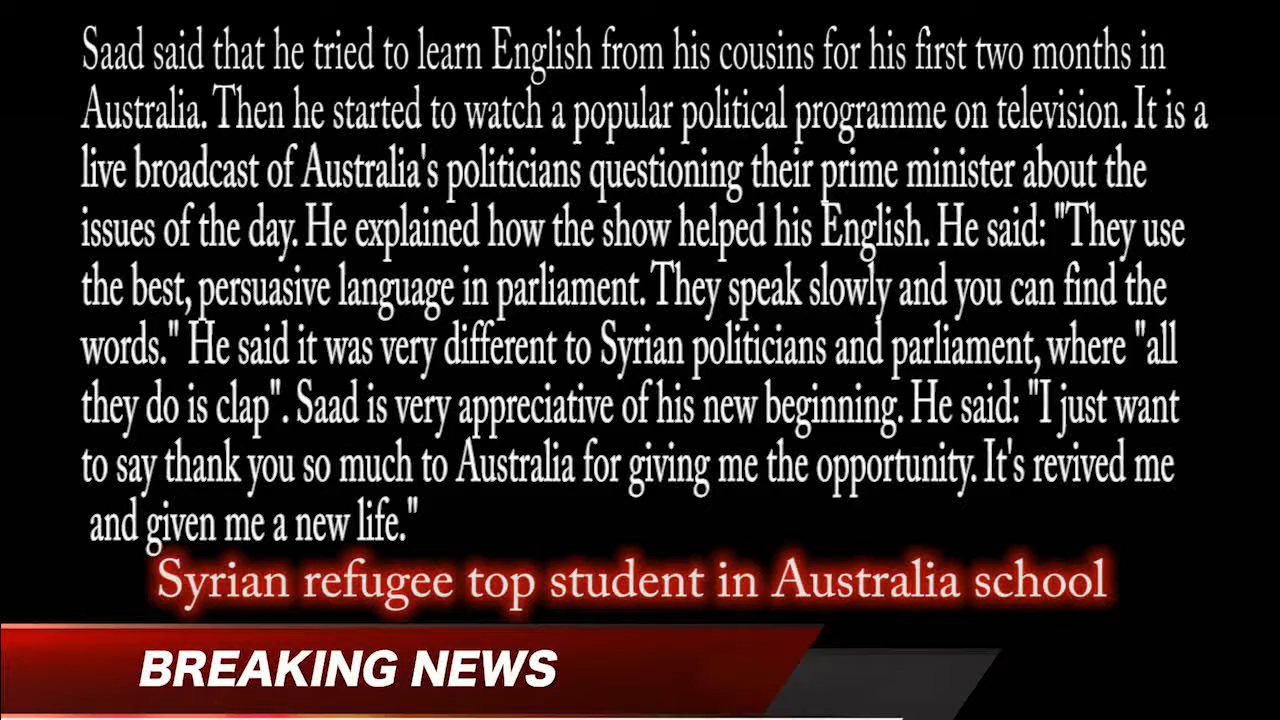 Saad said that he tried to learn English from his cousins for his first two months in
Australia. Then he started to watch a popular political programme on television. It is a
live broadcast of Australia's politicians questioning their prime minister about the
issues of the day. He explained how the show helped his English. He said: "They use
the best, persuasive language in parliament. They speak slowly and you can find the
words." He said it was very different to Syrian politicians and parliament, where "all
they do is clap". Saad is very appreciative of his new beginning. He said: "I just want
to say thank you so much to Australia for giving me the opportunity. It's revived me
and given me a new life."
Syrian refugee top student in Australia school
BREAKING NEWS